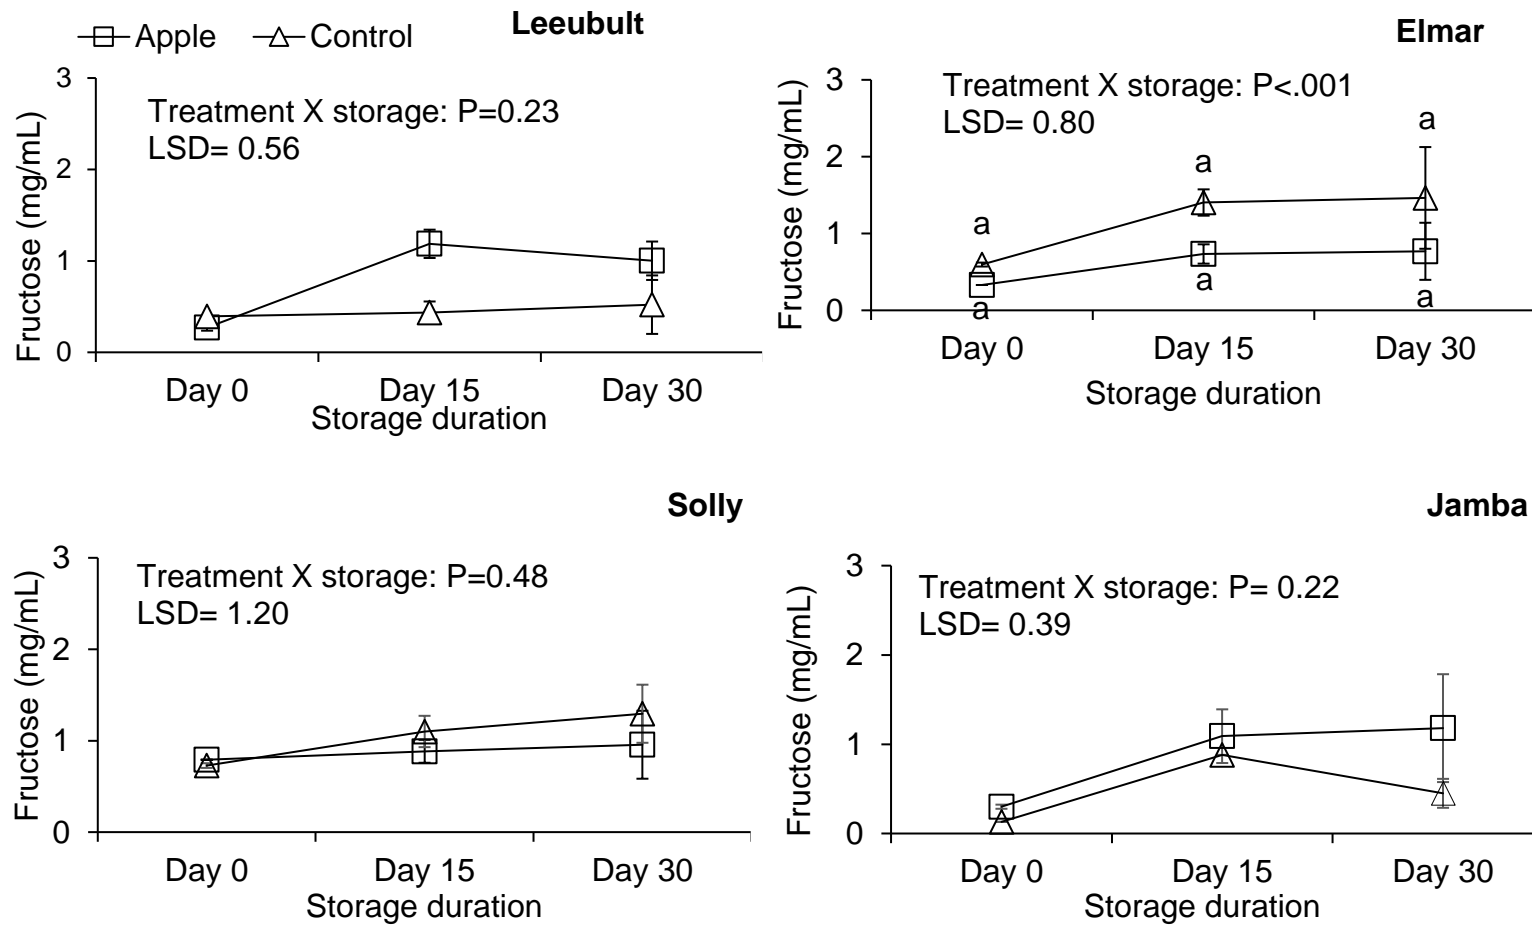 Apple
Control
Leeubult
3
2
1
0
Fructose (mg/mL)
Treatment X storage: P=0.23
LSD= 0.56
Day 0
Day 15
Day 30
Storage duration
Elmar
3
2
1
0
Fructose (mg/mL)
Treatment X storage: P<.001
LSD= 0.80
a
a
a
a
a
a
Day 0
Day 15
Day 30
Storage duration
Solly
3
2
1
0
Fructose (mg/mL)
Treatment X storage: P=0.48
LSD= 1.20
Day 0
Day 15
Day 30
Storage duration
Jamba
3
2
1
0
Fructose (mg/mL)
Treatment X storage: P= 0.22
LSD= 0.39
Day 0
Day 15
Day 30
Storage duration